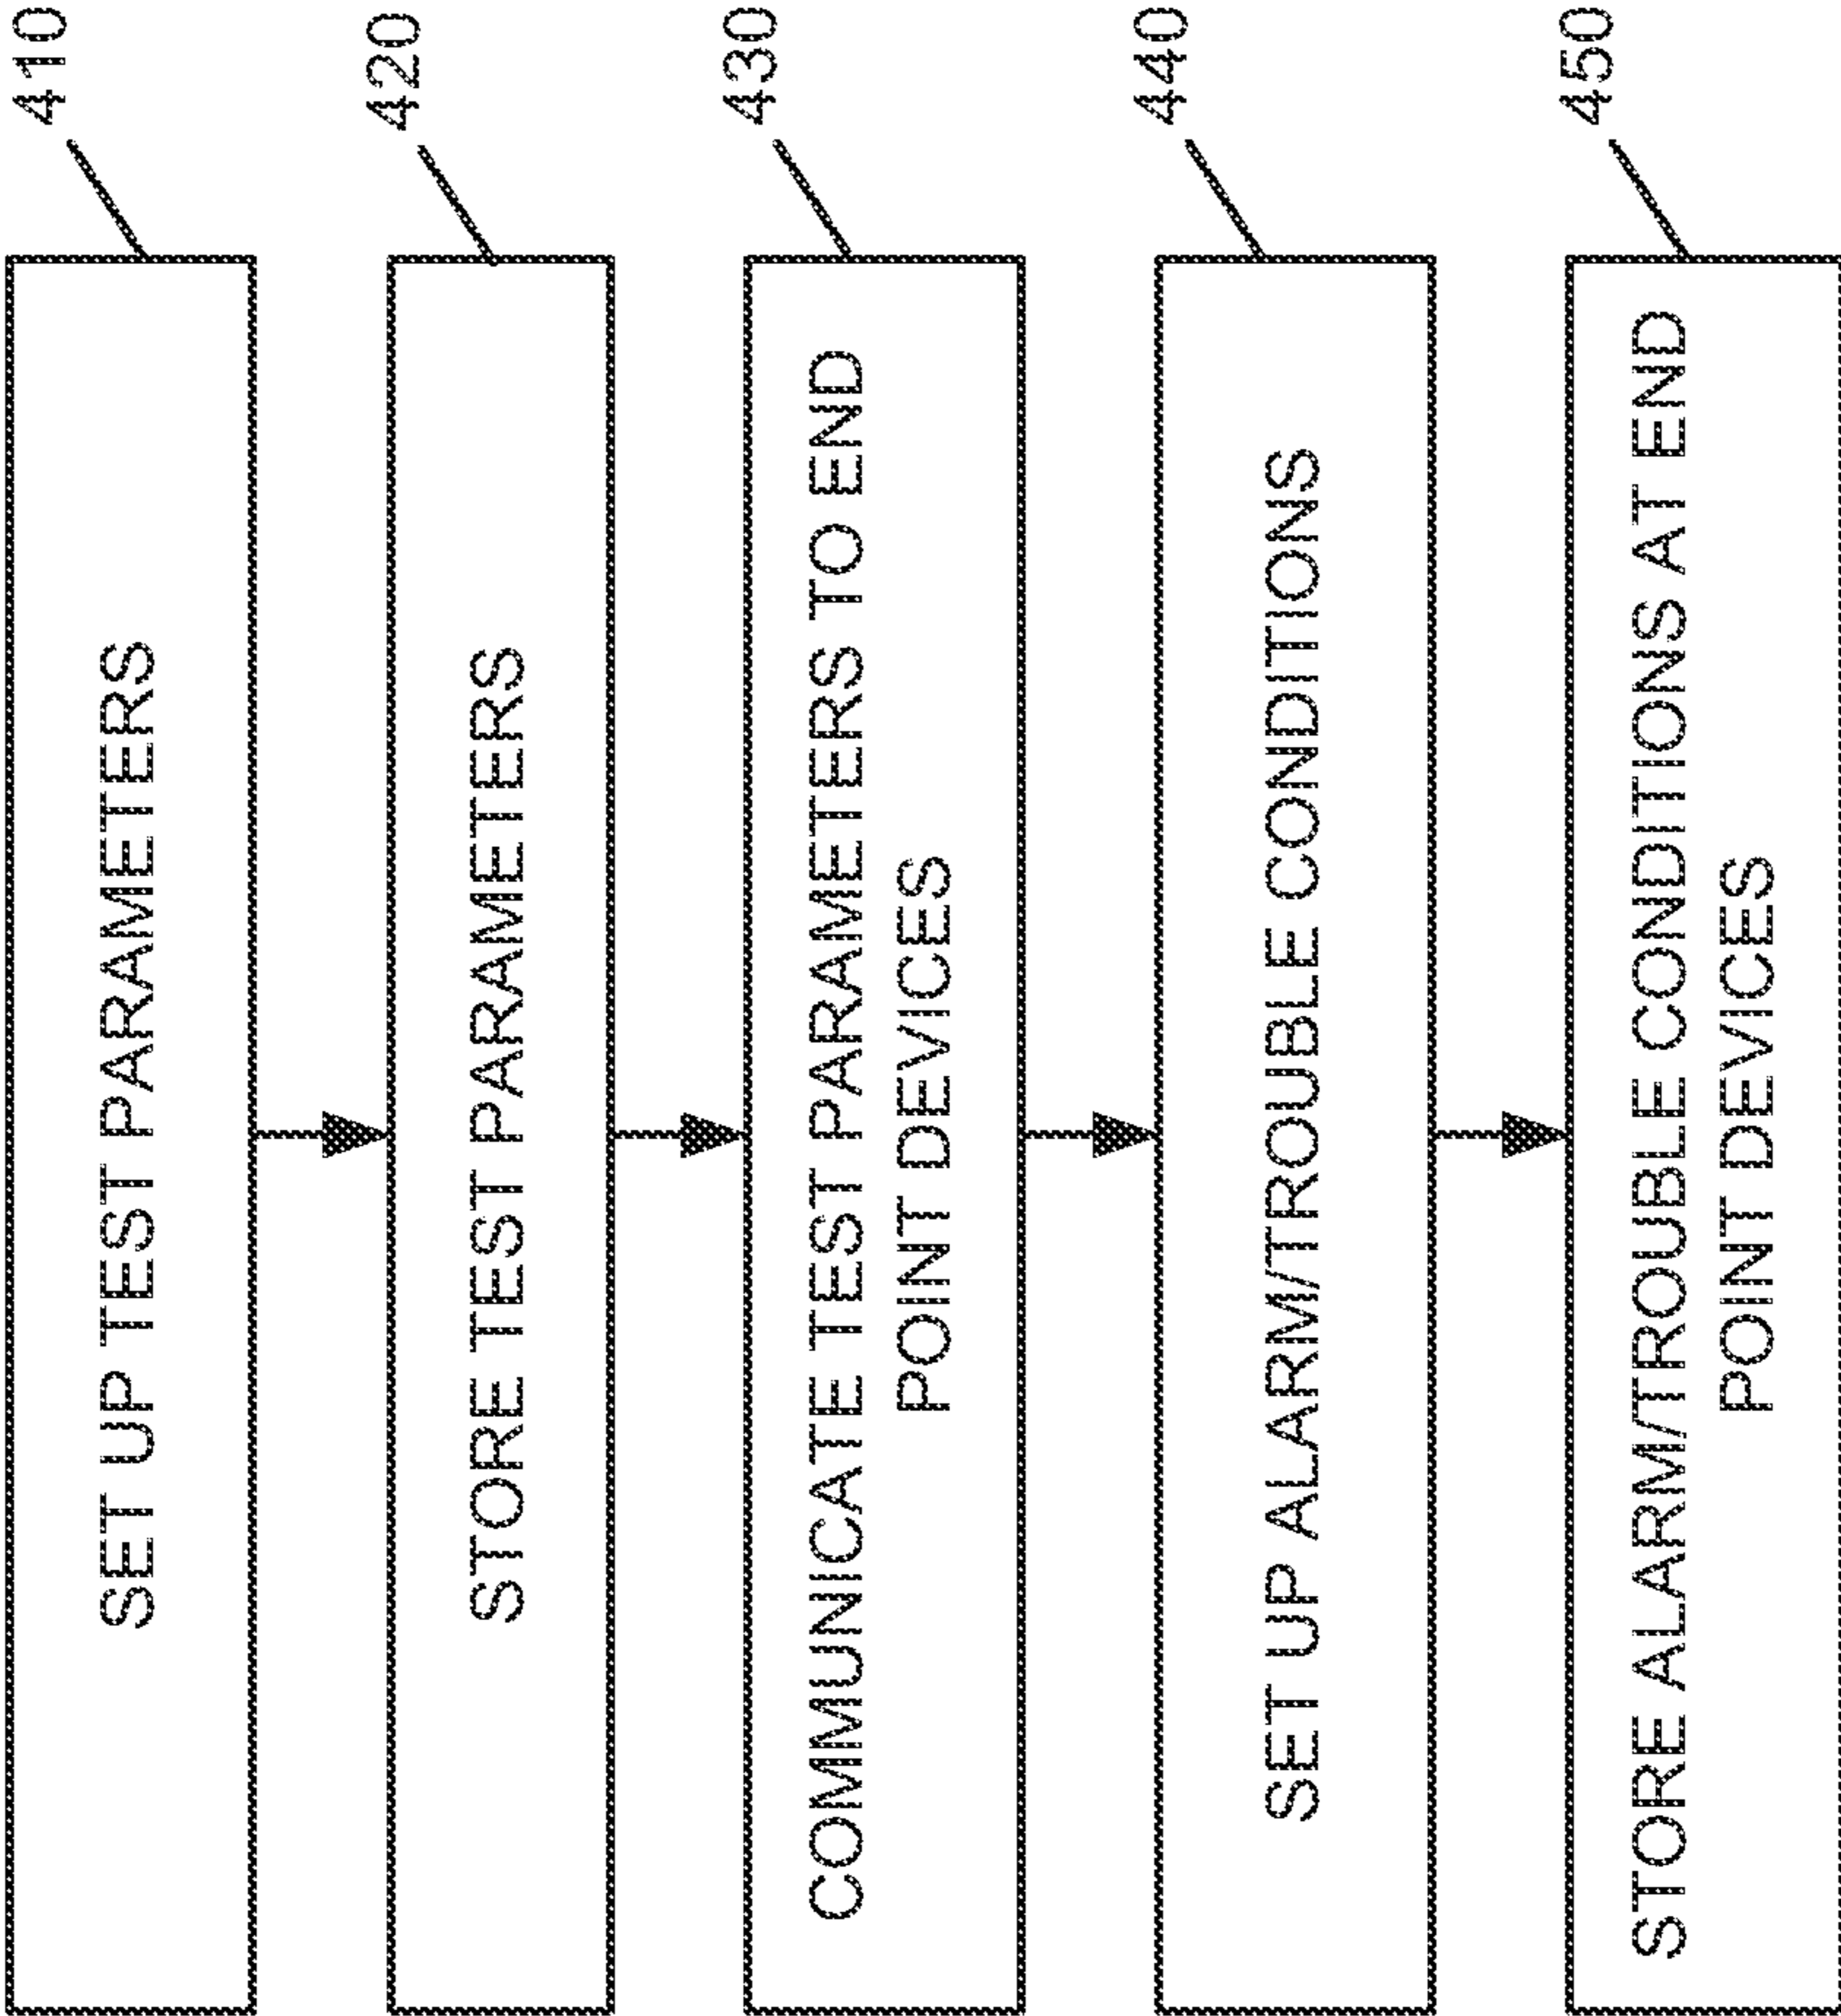 SET UP TEST PARAMETERS
410
STORE TEST PARAMETERS
420
COMMUNICATE TEST PARAMETERS TO END
POINT DEVICES
430
SET UP ALARM/TROUBLE CONDITIONS
440
STORE ALARM/TROUBLE CONDITIONS AT END
POINT DEVICES
450